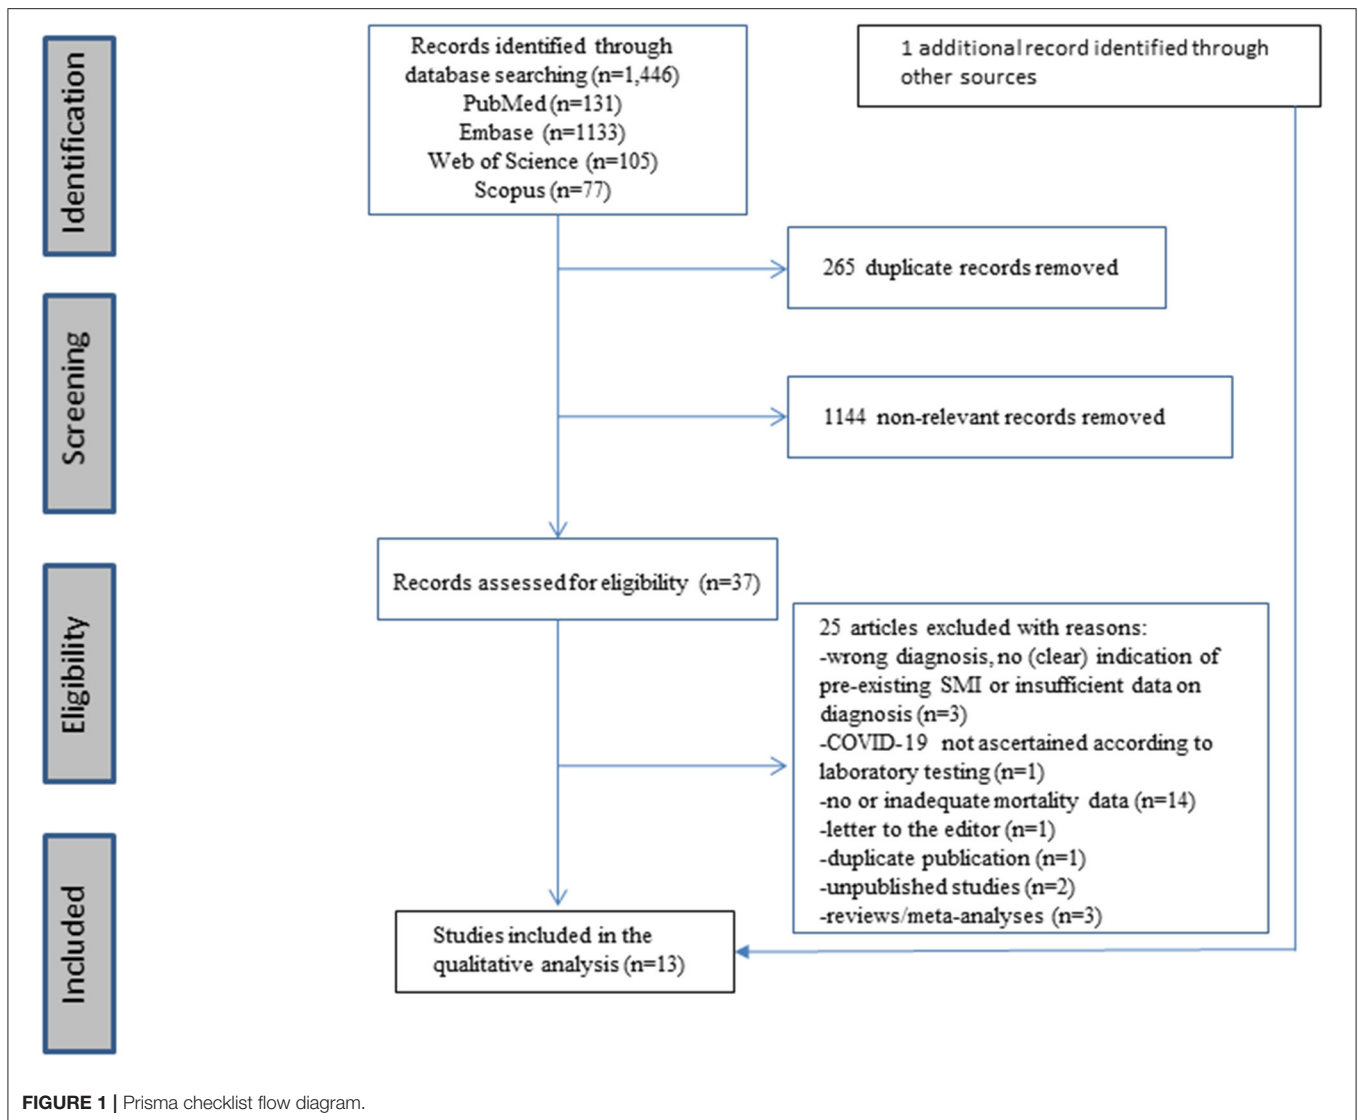 Identification
Records identified through
database searching (n=1,446)
PubMed (n=131)
Embase (n=1133)
Web of Science (n=105)
Scopus (n=77)
1 additional record identified through
other sources
265 duplicate records removed
Screening
1144 non-relevant records removed
Eligibility
Records assessed for eligibility (n=37)
25 articles excluded with reasons:
-wrong diagnosis, no (clear) indication of
pre-existing SMI or insufficient data on
diagnosis (n=3)
-COVID-19 not ascertained according to
laboratory testing (n=1)
-no or inadequate mortality data (n=14)
-letter to the editor (n=1)
-duplicate publication (n=1)
-unpublished studies (n=2)
-reviews/meta-analyses (n=3)
Included
Studies included in the
qualitative analysis (n=13)
FIGURE 1 | Prisma checklist flow diagram.